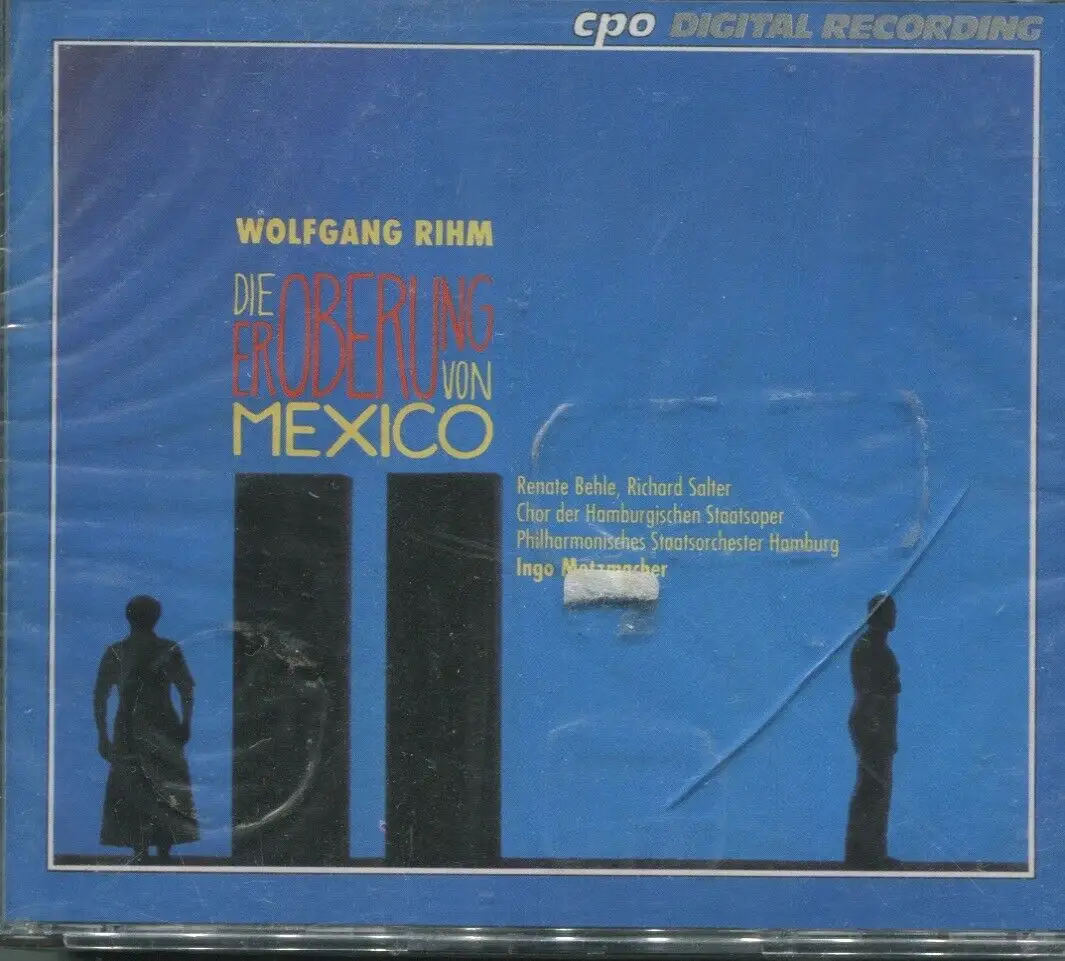 cpo DIGITAL RECORDING
WOLFGANG RIHM
DIE
EROBERUNG
VON
MEXICO
Renate Behle, Richard Salter
Chor der Hamburgischen Staatsoper
Philharmonisches Staatsorchester Hamburg
Ingo Metzmacher